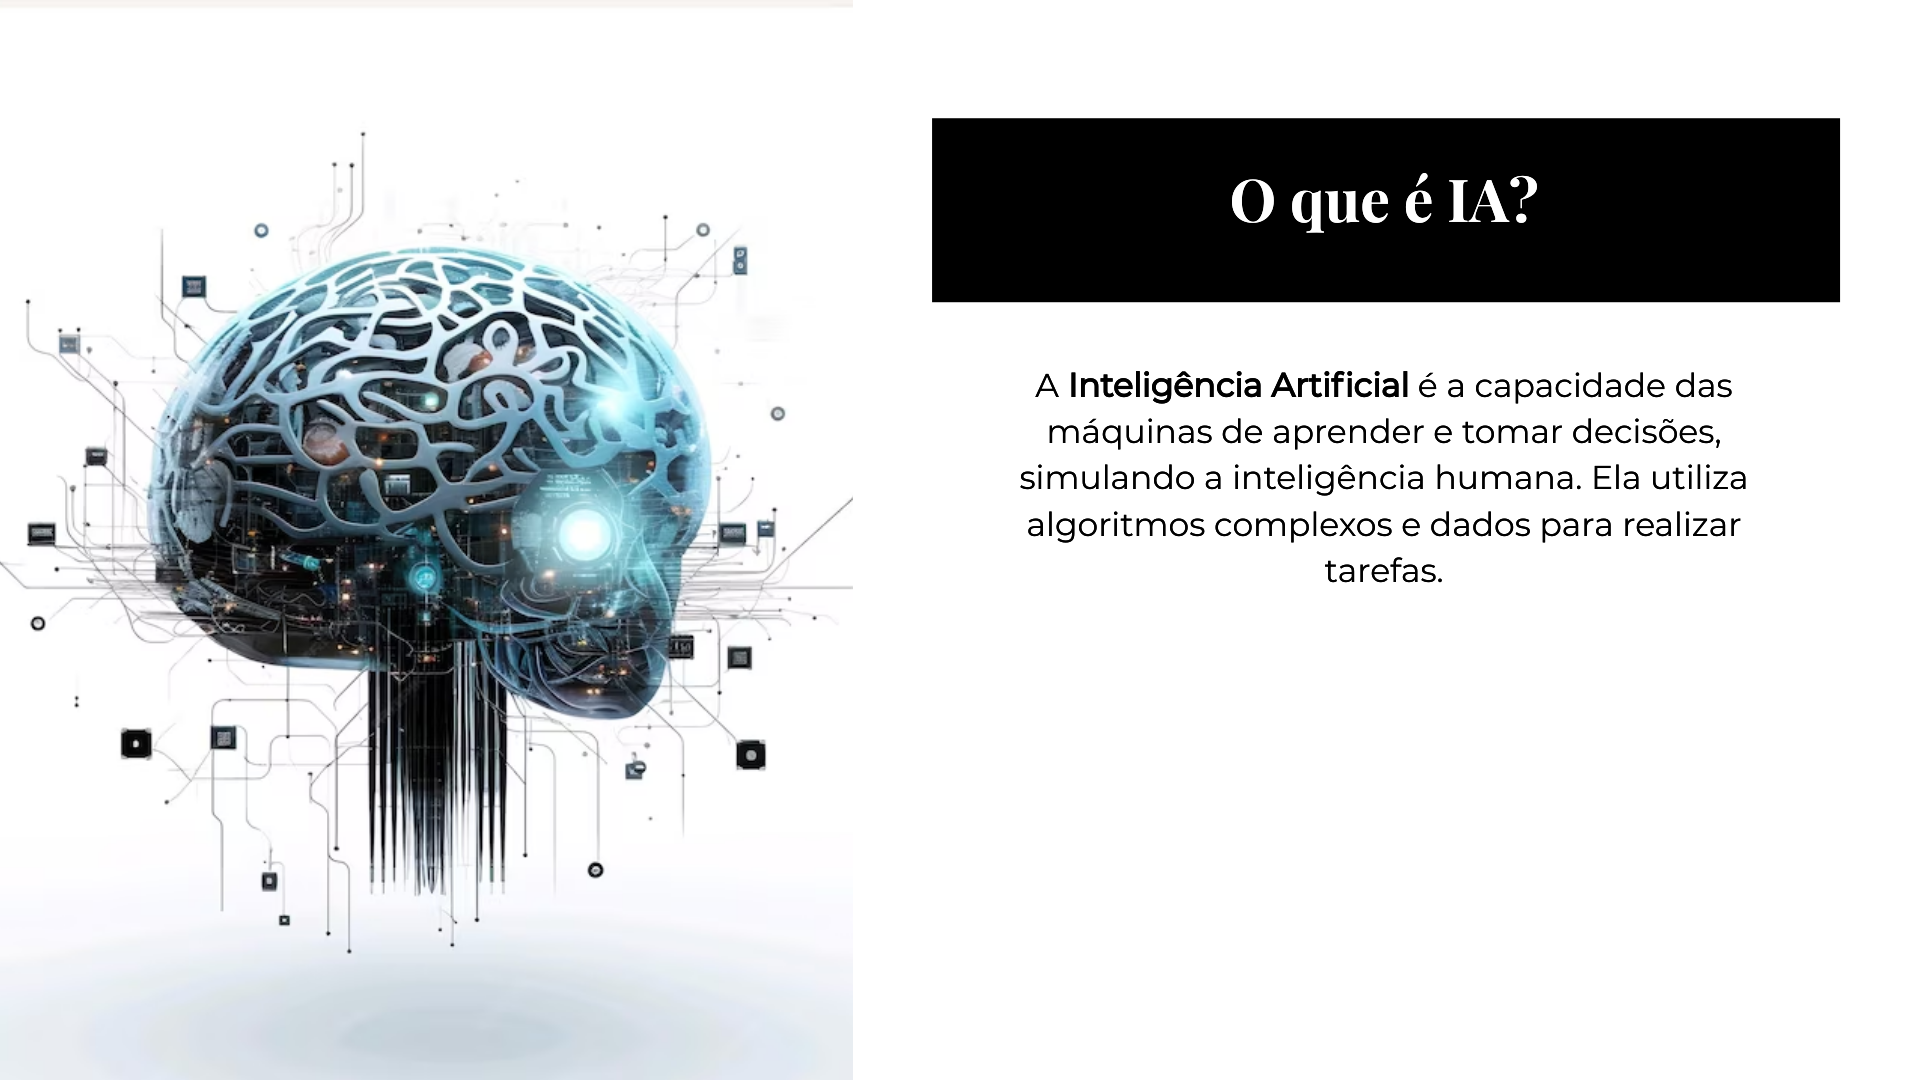 O que é IA?
A Inteligência Artificial é a capacidade das
máquinas de aprender e tomar decisões,
simulando a inteligência humana. Ela utiliza
algoritmos complexos e dados para realizar
tarefas.